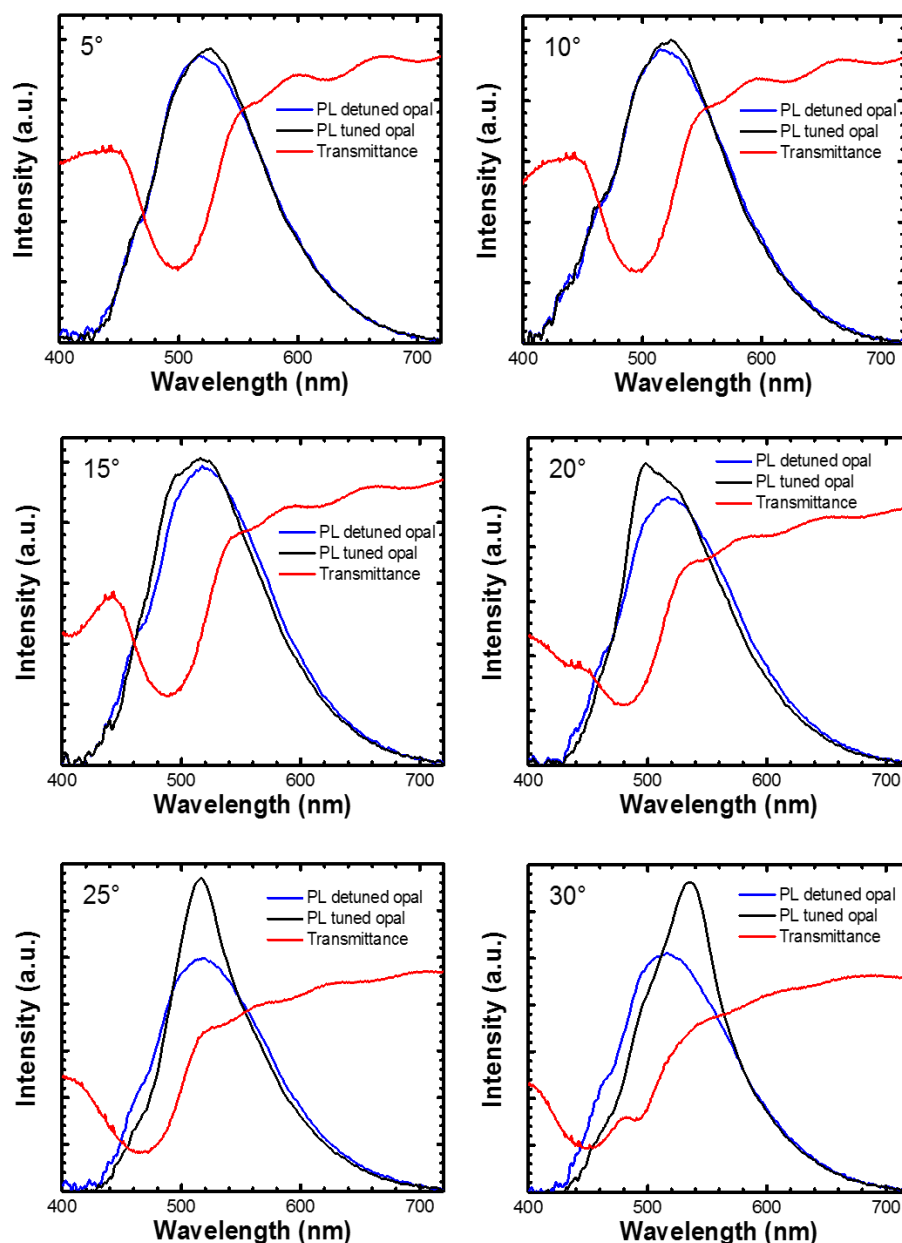 5°
PL detuned opal
PL tuned opal
Transmittance
Intensity (a.u.)
400 500 600 700
Wavelength (nm)
10°
PL detuned opal
PL tuned opal
Transmittance
Intensity (a.u.)
400 500 600 700
Wavelength (nm)
15°
PL detuned opal
PL tuned opal
Transmittance
Intensity (a.u.)
400 500 600 700
Wavelength (nm)
20°
PL detuned opal
PL tuned opal
Transmittance
Intensity (a.u.)
400 500 600 700
Wavelength (nm)
25°
PL detuned opal
PL tuned opal
Transmittance
Intensity (a.u.)
400 500 600 700
Wavelength (nm)
30°
PL detuned opal
PL tuned opal
Transmittance
Intensity (a.u.)
400 500 600 700
Wavelength (nm)